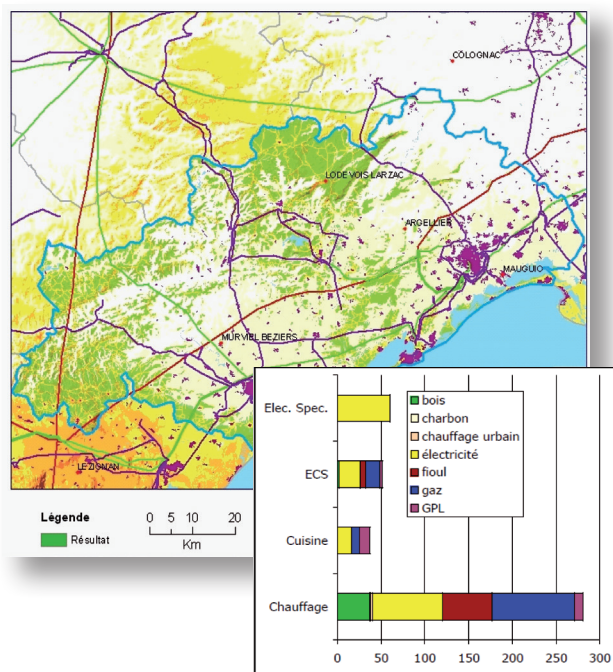 COLOGNAC
LODEVOIS LARZAC
ARGELLIER
MAUGUIO
MURVIEL BEZIERS
LEZIGNAN
Légende
Résultat
0 5 10 20
Km
Elec. Spec.
ECS
Cuisine
Chauffage
bois
charbon
chauffage urbain
électricité
fioul
gaz
GPL
0 50 100 150 200 250 300